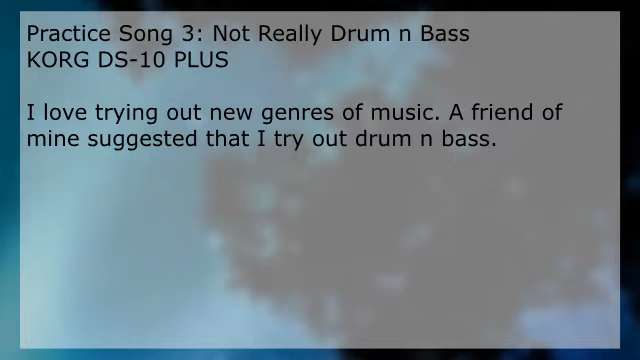 Practice Song 3: Not Really Drum n Bass
KORG DS-10 PLUS
I love trying out new genres of music. A friend of
mine suggested that I try out drum n bass.